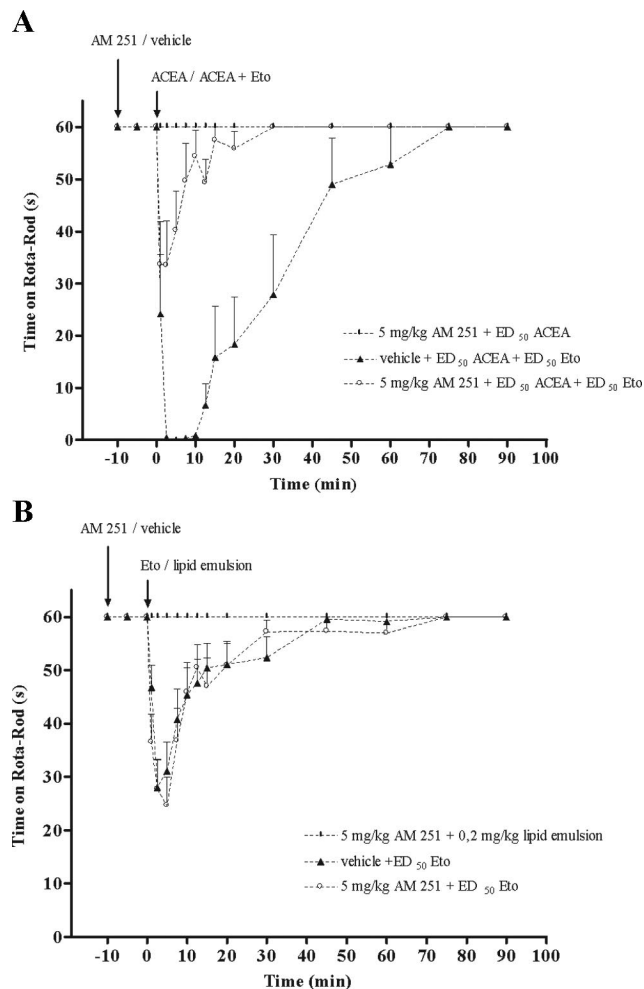 A
AM 251 / vehicle
ACEA / ACEA + Eto
60
50
40
30
20
10
0
Time on Rota-Rod (s)
5 mg/kg AM 251 + ED 50 ACEA
vehicle + ED 50 ACEA + ED 50 Eto
5 mg/kg AM 251 + ED 50 ACEA + ED 50 Eto
-10 0 10 20 30 40 50 60 70 80 90 100
Time (min)
B
AM 251 / vehicle
Eto / lipid emulsion
60
50
40
30
20
10
0
Time on Rota-Rod (s)
5 mg/kg AM 251 + 0,2 mg/kg lipid emulsion
vehicle +ED 50 Eto
5 mg/kg AM 251 + ED 50 Eto
-10 0 10 20 30 40 50 60 70 80 90 100
Time (min)